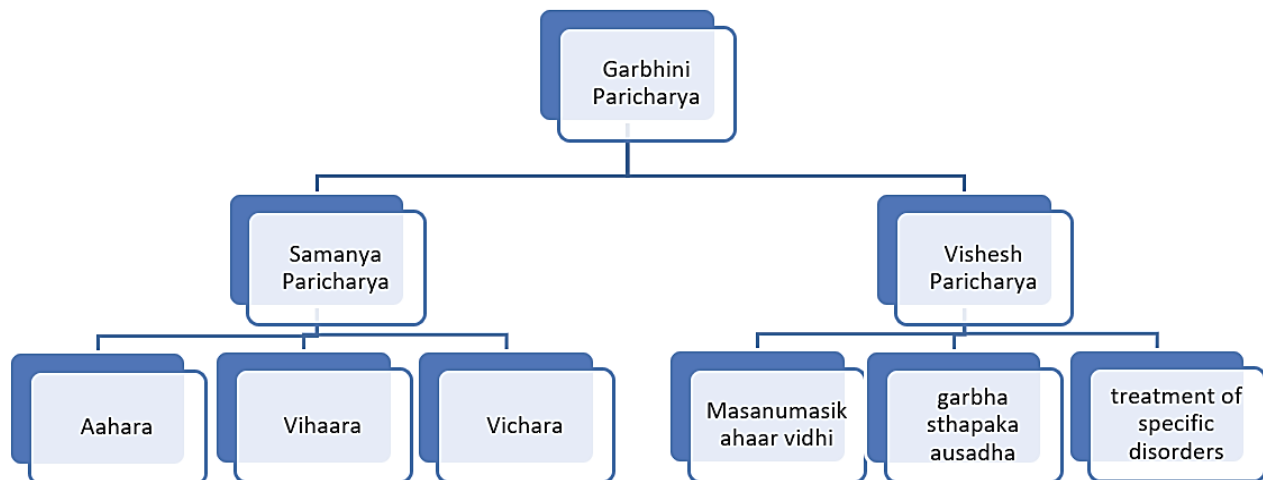 Garbhini
Paricharya
Samanya
Paricharya
Vishesh
Paricharya
Aahara
Vihaara
Vichara
Masanumasik
ahaar vidhi
garbha
sthapaka
ausadha
treatment of
specific
disorders